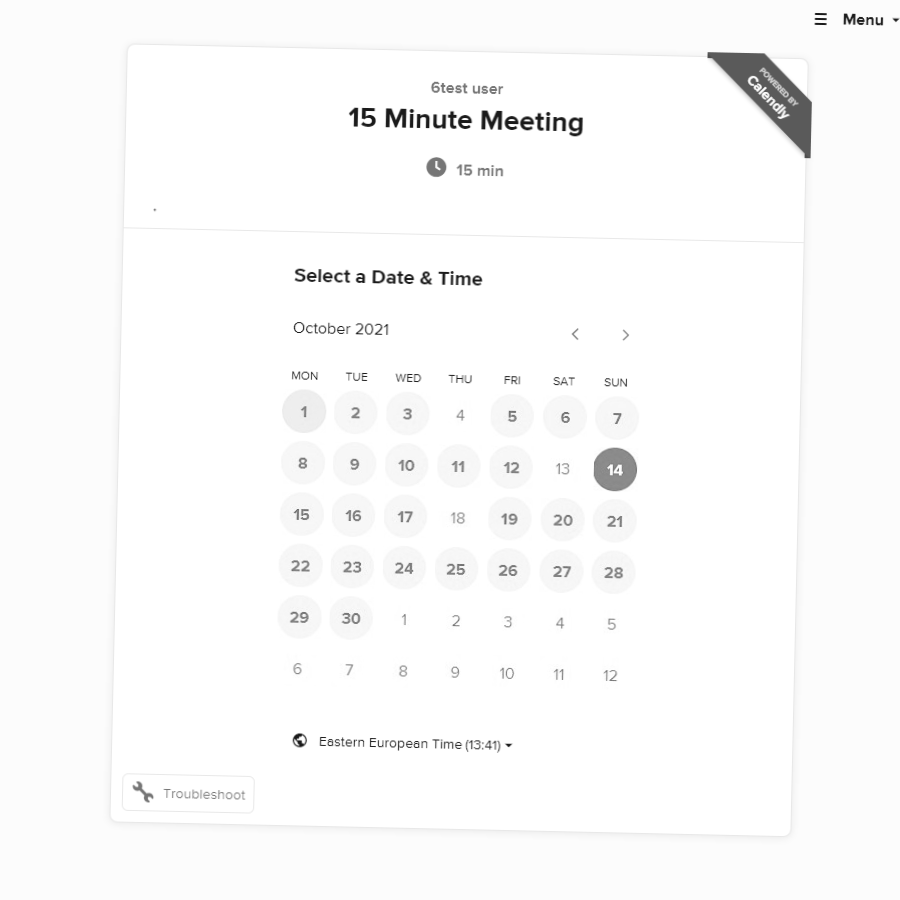 ☰ Menu
POWERED BY
Calendly
6test user
15 Minute Meeting
15 min
.
Select a Date & Time
October 2021
MON TUE WED THU FRI SAT SUN
1 2 3 4 5 6 7
8 9 10 11 12 13 14
15 16 17 18 19 20 21
22 23 24 25 26 27 28
29 30 1 2 3 4 5
6 7 8 9 10 11 12
Eastern European Time (13:41)
Troubleshoot